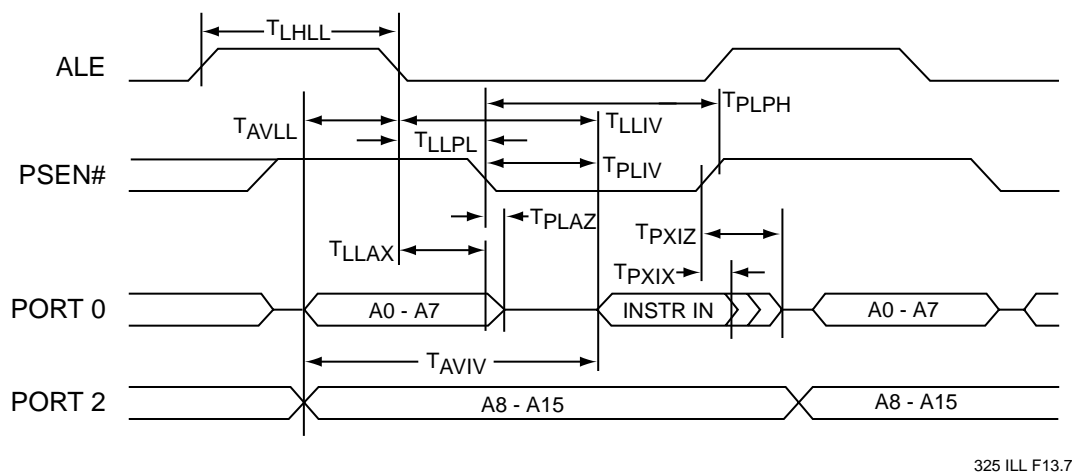 TLHLL
ALE
TPLPH
TAVLL
TLLIV
TLLPL
PSEN#
TPLIV
TPLAZ
TPXIZ
TLLAX
TPXIX
PORT 0
A0 - A7
INSTR IN
A0 - A7
TAVIV
PORT 2
A8 - A15
A8 - A15
325 ILL F13.7